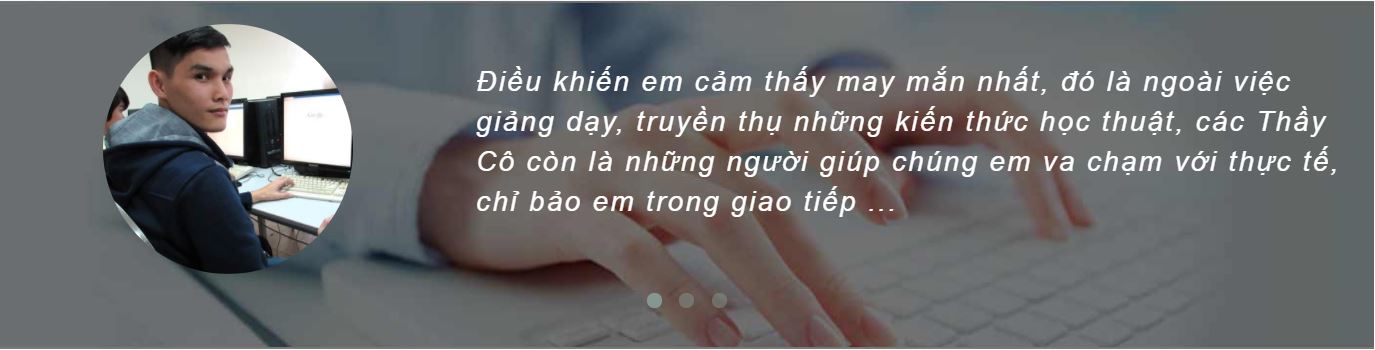 Điều khiến em cảm thấy may mắn nhất, đó là ngoài việc
giảng dạy, truyền thụ những kiến thức học thuật, các Thầy
Cô còn là những người giúp chúng em va chạm với thực tế,
chỉ bảo em trong giao tiếp ...